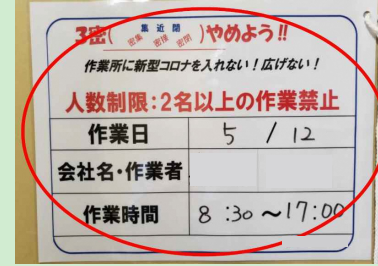 3密( 集 近 閉 密集 密接 密閉 )やめよう!!
作業所に新型コロナを入れない！広げない！
人数制限：2名以上の作業禁止
作業日 5 / 12
会社名・作業者
作業時間 8:30 〜17:00